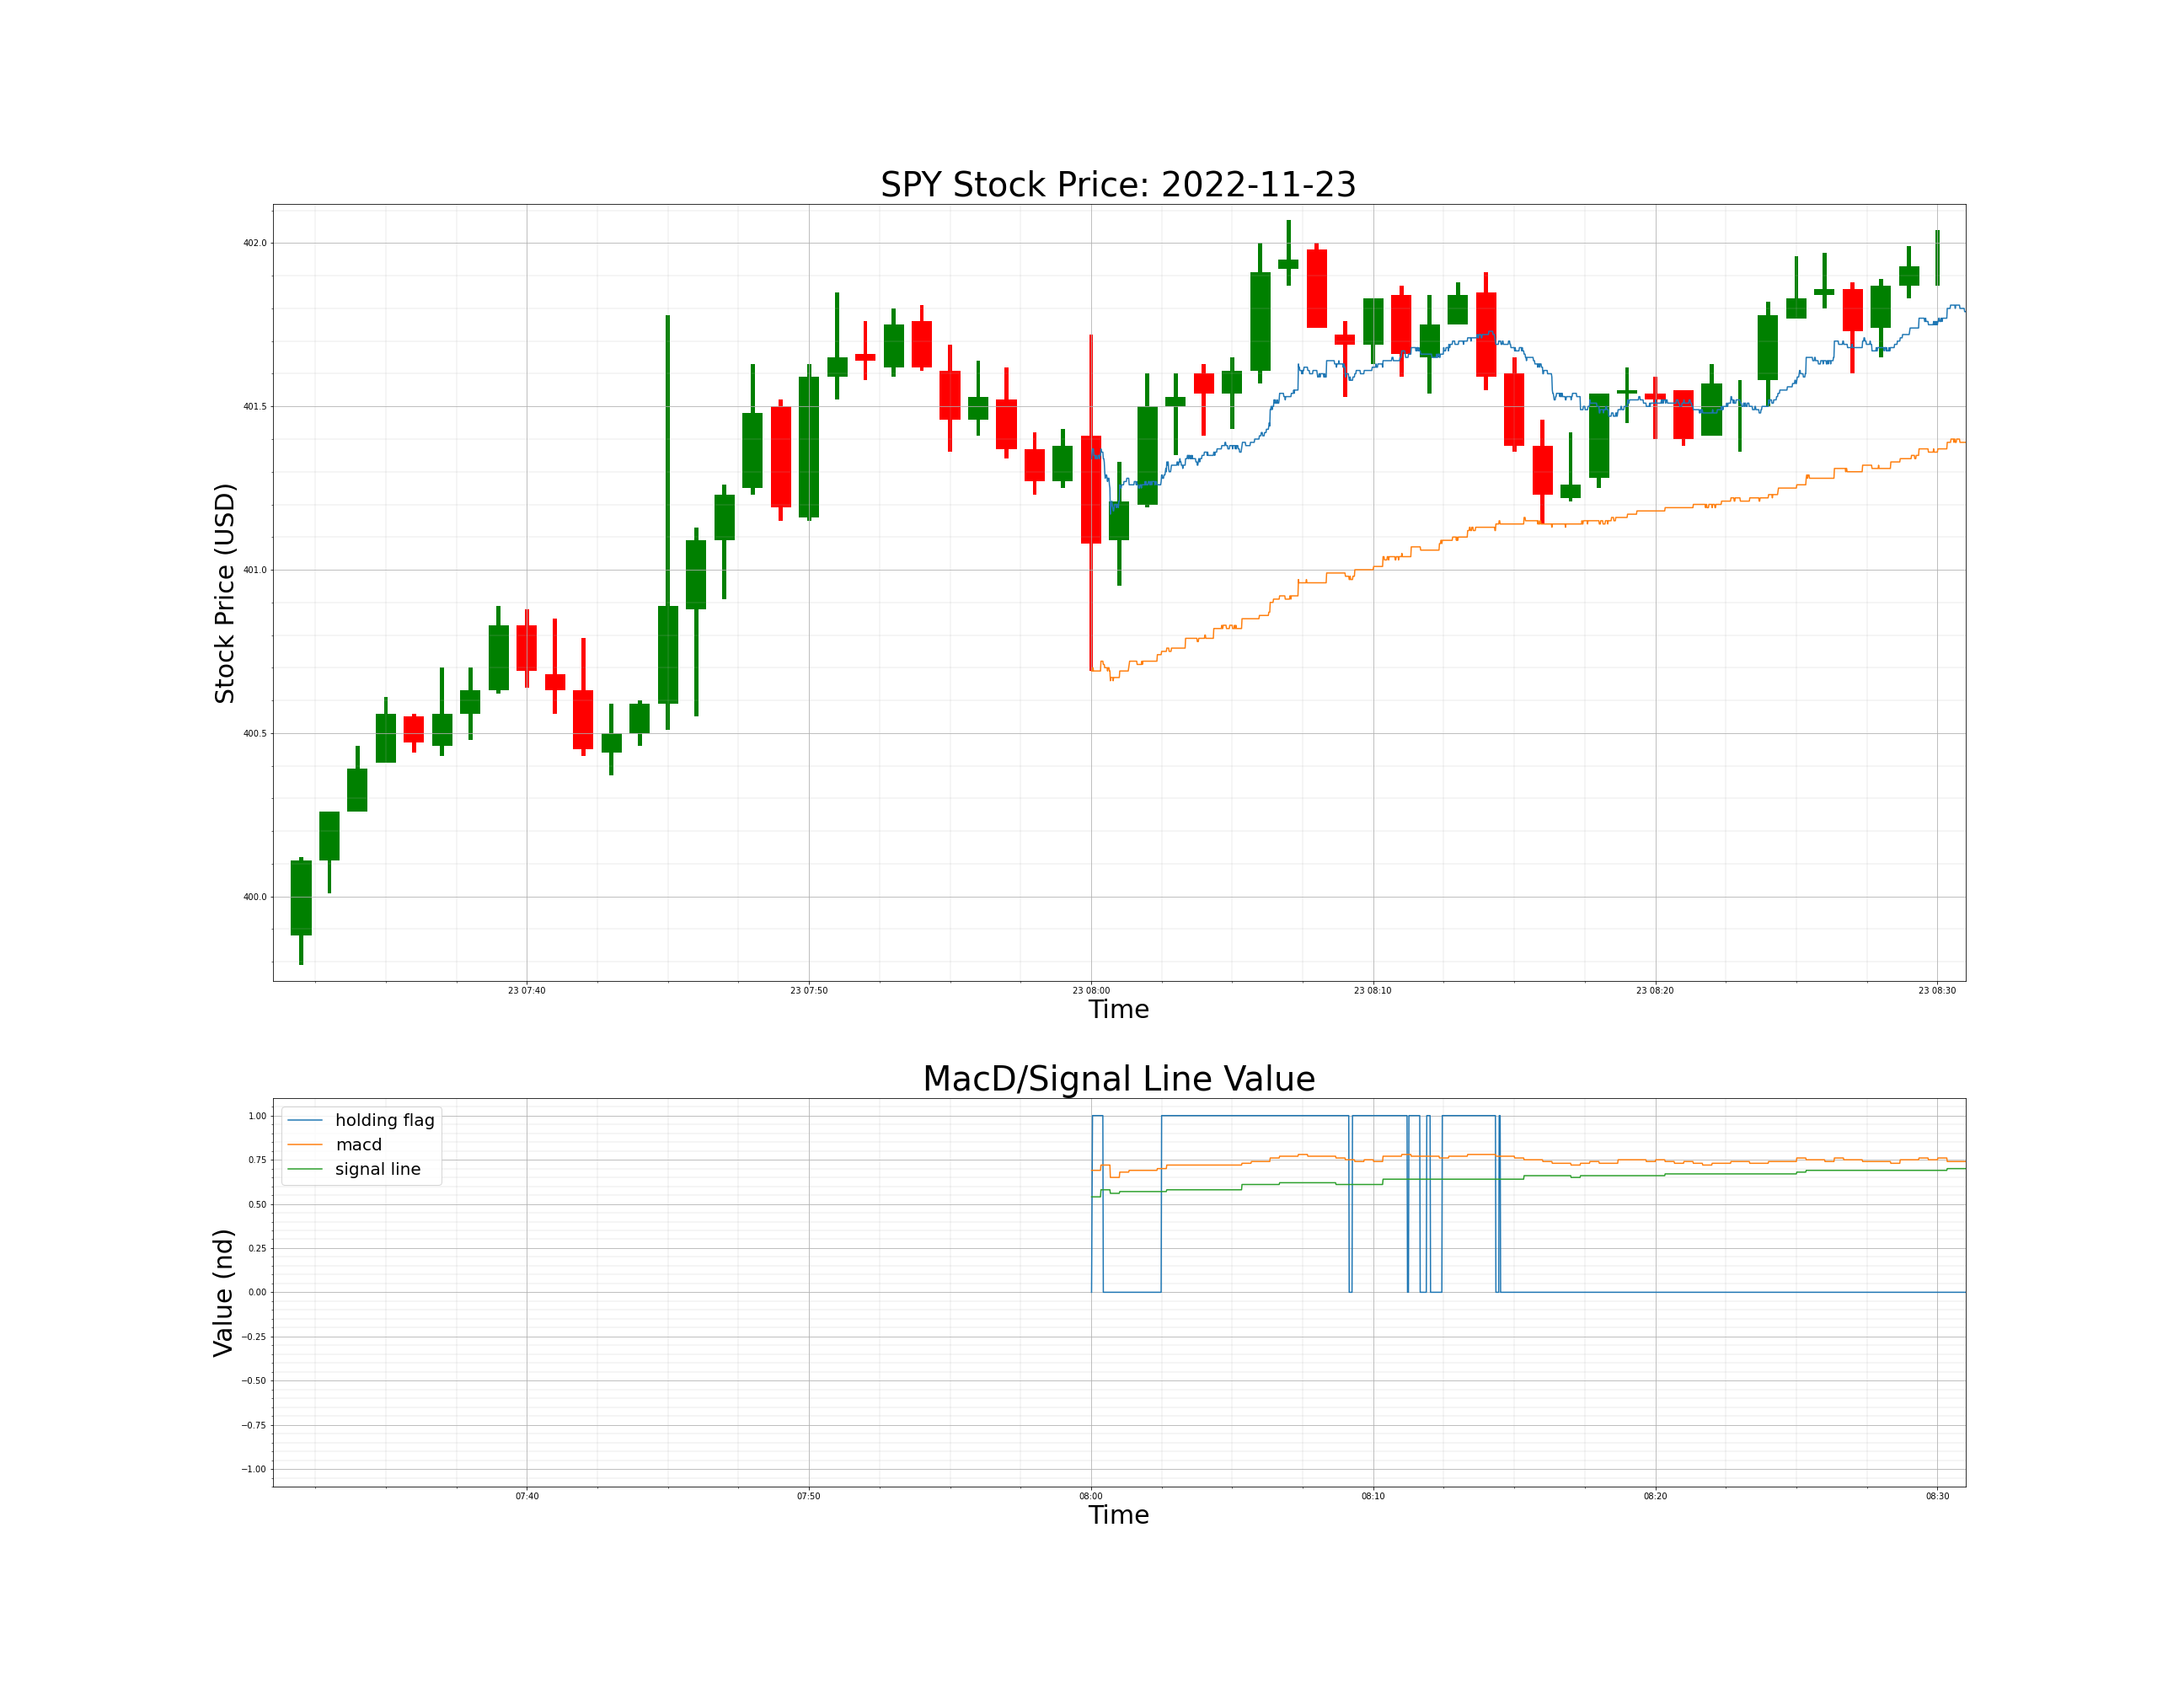 SPY Stock Price: 2022-11-23
Stock Price (USD)
402.0
401.5
401.0
400.5
400.0
23 07:40 23 07:50 23 08:00 23 08:10 23 08:20 23 08:30
Time
MacD/Signal Line Value
holding flag
macd
signal line
Value (nd)
1.00
0.75
0.50
0.25
0.00
−0.25
−0.50
−0.75
−1.00
07:40 07:50 08:00 08:10 08:20 08:30
Time